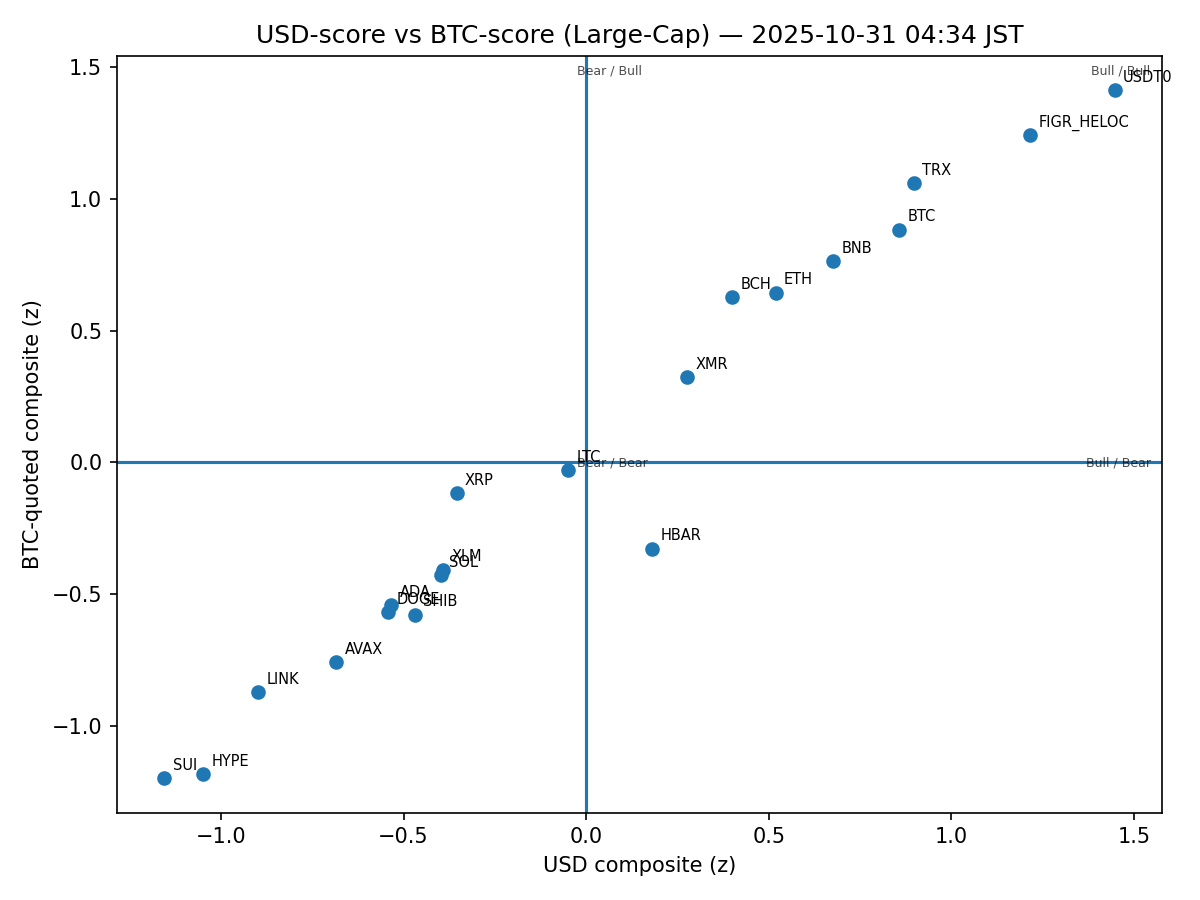 USD-score vs BTC-score (Large-Cap) — 2025-10-31 04:34 JST
Bear / Bull
Bull / Bull
USDT0
FIGR_HELOC
TRX
BTC
BNB
BCH
ETH
XMR
LTC
Bear / Bear
Bull / Bear
XRP
HBAR
XLM
SOL
ADA
DOGE
SHIB
AVAX
LINK
SUI
HYPE
1.5
1.0
0.5
0.0
−0.5
−1.0
BTC-quoted composite (z)
−1.0
−0.5
0.0
0.5
1.0
1.5
USD composite (z)